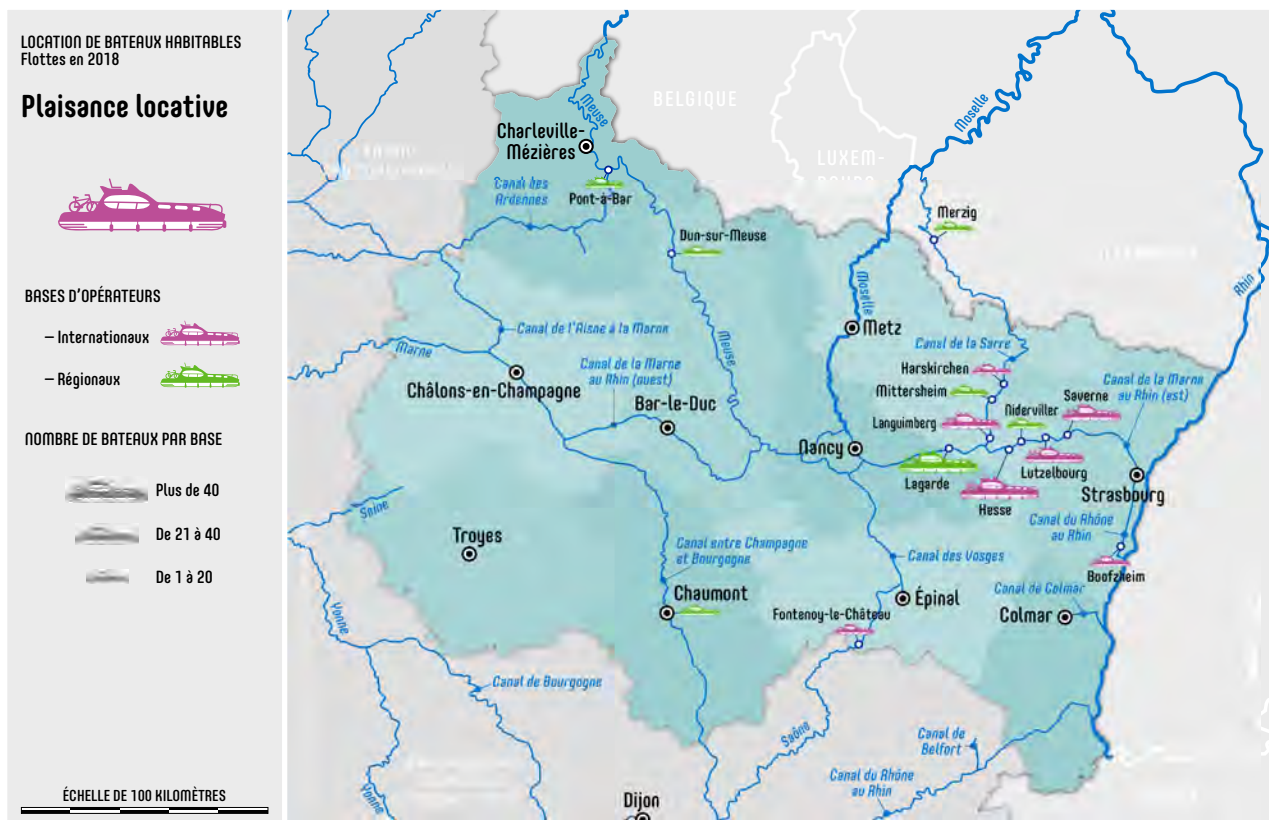 LOCATION DE BATEAUX HABITABLES
Flottes en 2018
Plaisance locative
BASES D'OPÉRATEURS
– Internationaux
– Régionaux
NOMBRE DE BATEAUX PAR BASE
Plus de 40
De 21 à 40
De 1 à 20
ÉCHELLE DE 100 KILOMÈTRES
BELGIQUE
LUXEM-
Meuse
Moselle
Charleville-
Mézières
Canal des
Ardennes
Pont-à-Bar
Dun-sur-Meuse
Merzig
Rhin
Moselle
Metz
Canal de l'Aisne à la Marne
Marne
Meuse
Canal de la Sarre
Harskirchen
Canal de la Marne
au Rhin (ouest)
Châlons-en-Champagne
Mittersheim
Canal de la Marne
au Rhin (est)
Bar-le-Duc
Languimberg
Niderviller
Saverne
Nancy
Lagarde
Hesse
Lutzelbourg
Strasbourg
Seine
Troyes
Canal du Rhône
au Rhin
Canal entre Champagne
et Bourgogne
Canal des Vosges
Boofzheim
Chaumont
Épinal
Canal de Colmar
Colmar
Fontenoy-le-Château
Yonne
Canal de Bourgogne
Saône
Canal de
Belfort
Canal du Rhône
au Rhin
Yonne
Dijon